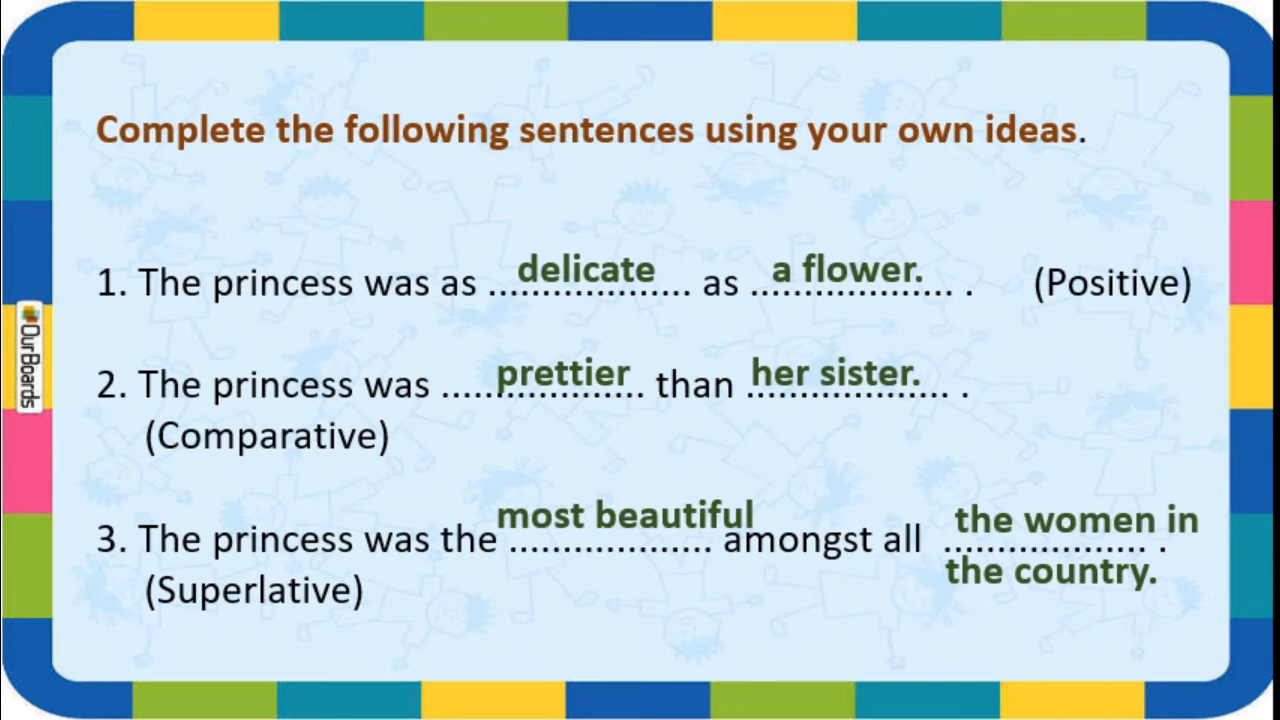 Complete the following sentences using your own ideas.
1. The princess was as ...delicate... as ...a flower.... . (Positive)
2. The princess was ...prettier... than ...her sister.... .
(Comparative)
3. The princess was the ...most beautiful... amongst all ...the women in... .
(Superlative) the country.
OurBoards